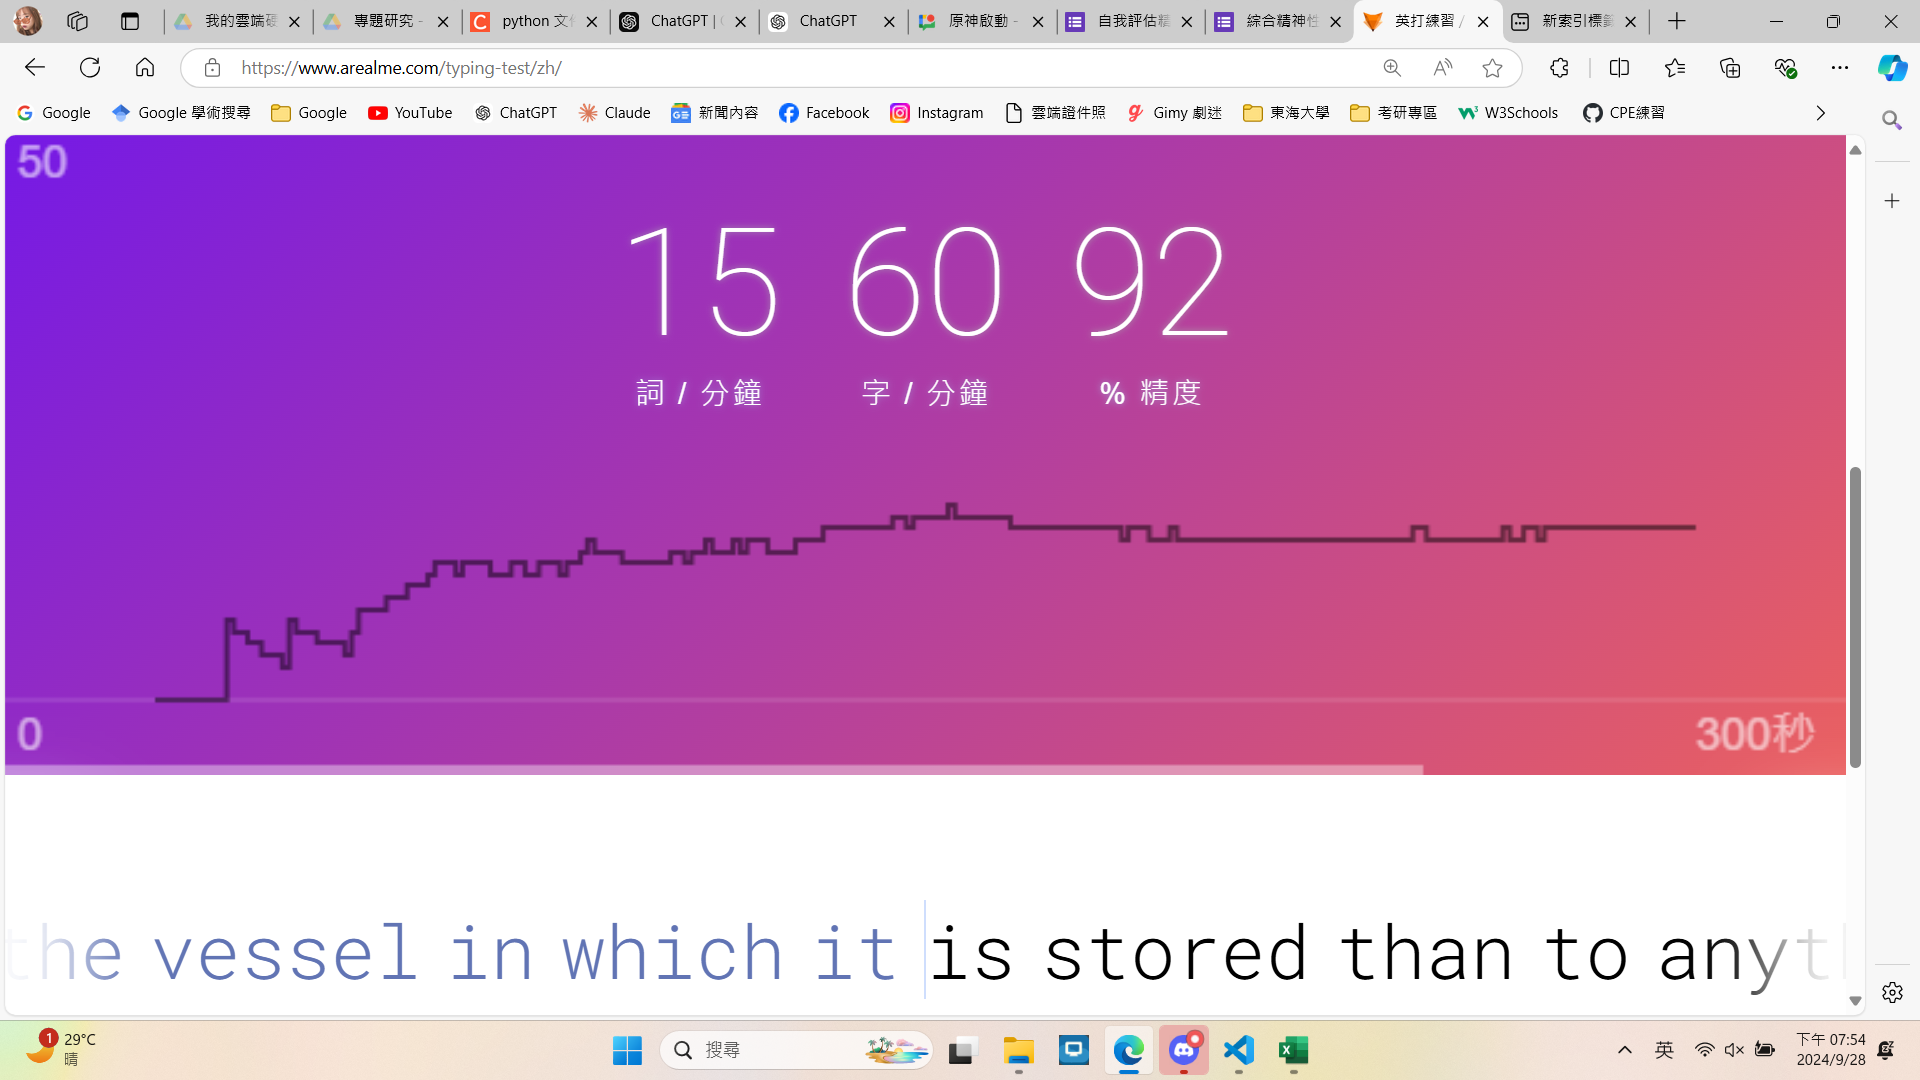 我的雲端硬
專題研究 -
python 文件
ChatGPT | C
ChatGPT
原神啟動 -
自我評估精
綜合精神性
英打練習 /
新索引標籤
https://www.arealme.com/typing-test/zh/
Google
Google 學術搜尋
Google
YouTube
ChatGPT
Claude
新聞內容
Facebook
Instagram
雲端證件照
Gimy 劇迷
東海大學
考研專區
W3Schools
CPE練習
50
15 60 92
詞 / 分鐘 字 / 分鐘 % 精度
0
300秒
the vessel in which it is stored than to anyt
1
29°C
晴
搜尋
英
下午 07:54
2024/9/28